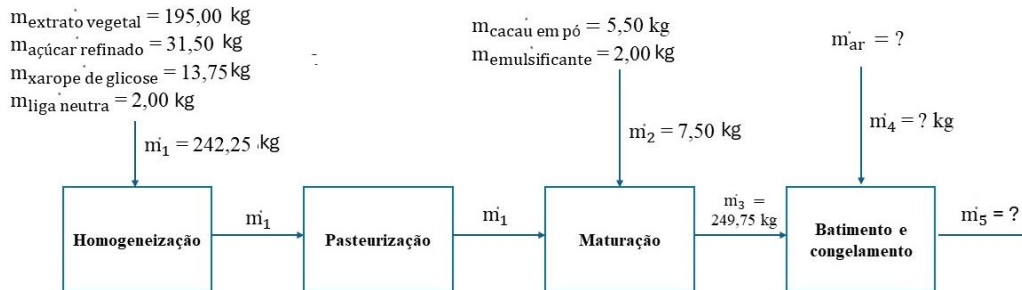 ṁextrato vegetal = 195,00 kg
ṁaçúcar refinado = 31,50 kg
ṁxarope de glicose = 13,75 kg
ṁliga neutra = 2,00 kg
ṁ1 = 242,25 kg
ṁcacau em pó = 5,50 kg
ṁemulsificante = 2,00 kg
ṁ2 = 7,50 kg
ṁar = ?
ṁ4 = ? kg
Homogeneização
ṁ1
Pasteurização
ṁ1
Maturação
ṁ3 =
249,75 kg
Batimento e
congelamento
ṁ5 = ?